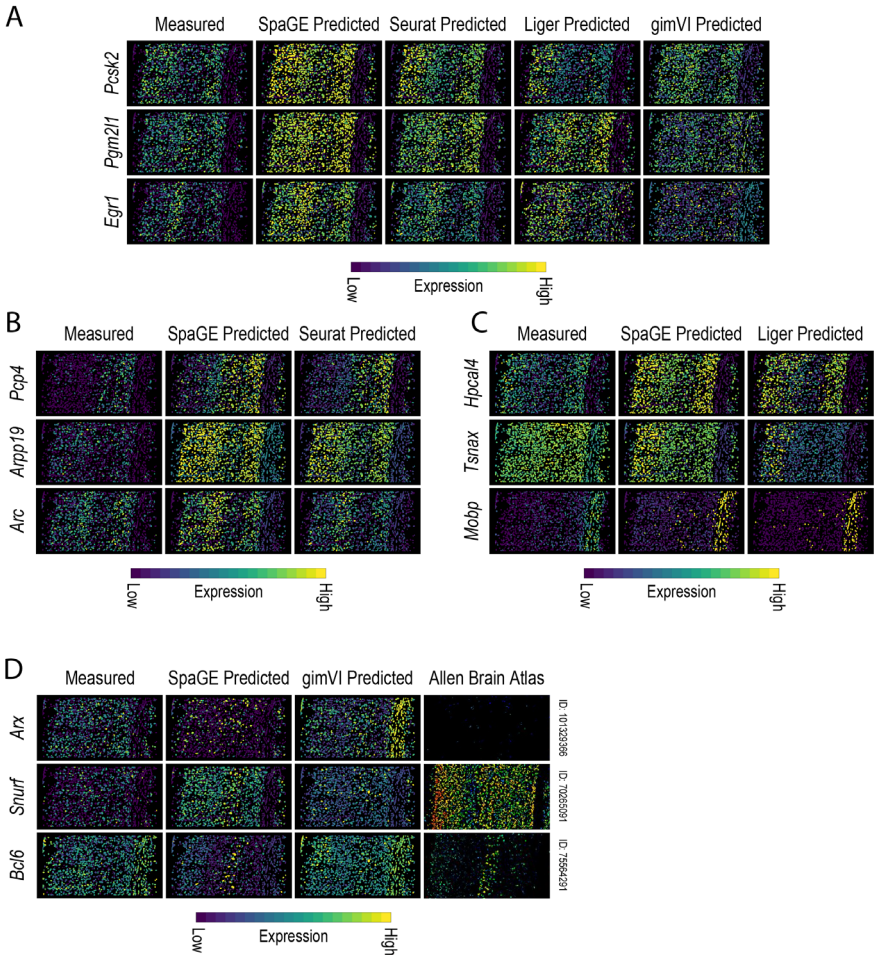 A
Measured SpaGE Predicted Seurat Predicted Liger Predicted gimVI Predicted
Pcsk2
Pgm2l1
Egr1
Low Expression High
B
Measured SpaGE Predicted Seurat Predicted
Pcp4
Arpp19
Arc
Low Expression High
C
Measured SpaGE Predicted Liger Predicted
Hpcal4
Tsnax
Mobp
Low Expression High
D
Measured SpaGE Predicted gimVI Predicted Allen Brain Atlas
Arx
ID: 101329366
Snurf
ID: 70265091
Bcl6
ID: 75564291
Low Expression High